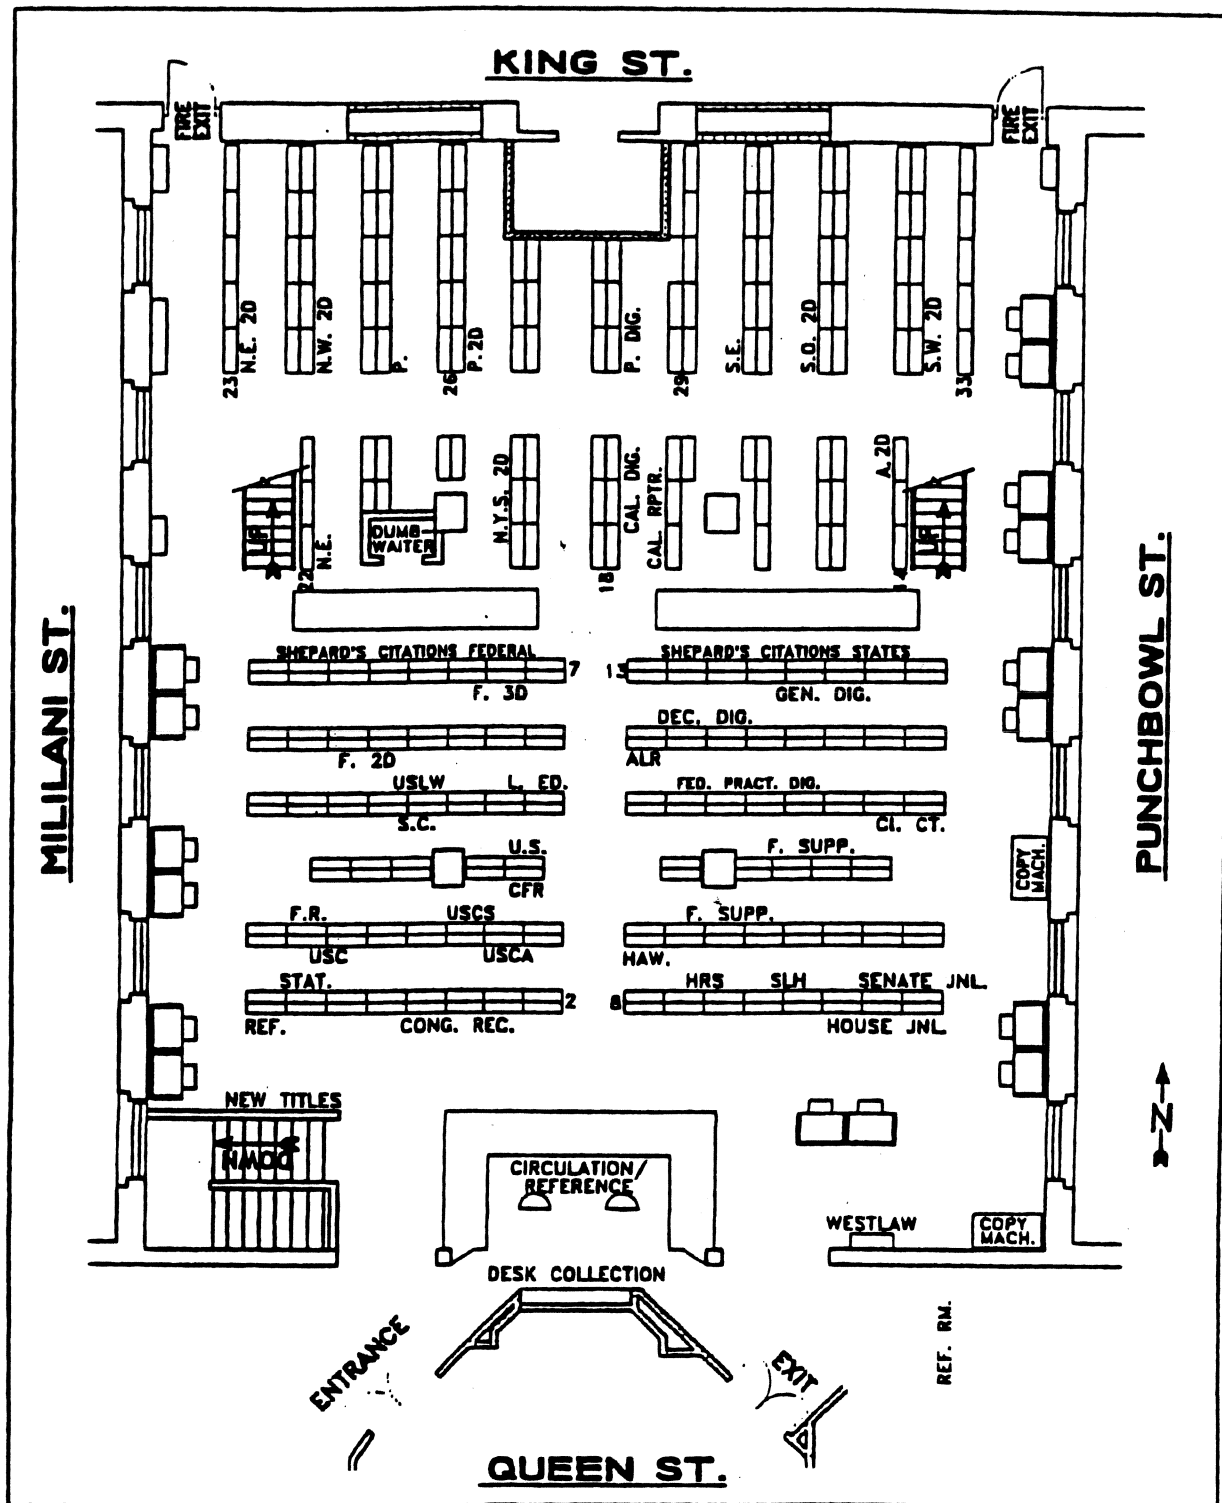 KING ST.
FIRE
EXIT
FIRE
EXIT
N.E. 2D
N.W. 2D
P.
P.2D
P. DIG.
S.E.
S.O. 2D
S.W. 2D
23
26
29
33
UP
N.E.
DUMB
WAITER
N.Y.S. 2D
CAL. DIG.
CAL. RPTR.
A.2D
UP
22
18
14
MILILANI ST.
PUNCHBOWL ST.
SHEPARD'S CITATIONS FEDERAL
7
13
SHEPARD'S CITATIONS STATES
F. 3D
GEN. DIG.
DEC. DIG.
F. 2D
ALR
USLW
L. ED.
FED. PRACT. DIG.
S.C.
Cl. CT.
U.S.
F. SUPP.
CFR
COPY
MACH.
F.R.
USCS
F. SUPP.
USC
USCA
HAW.
STAT.
HRS
SLH
SENATE JNL.
2
8
REF.
CONG. REC.
HOUSE JNL
NEW TITLES
DOWN
N
CIRCULATION/
REFERENCE
WESTLAW
COPY
MACH.
DESK COLLECTION
ENTRANCE
EXIT
REF. RM.
QUEEN ST.